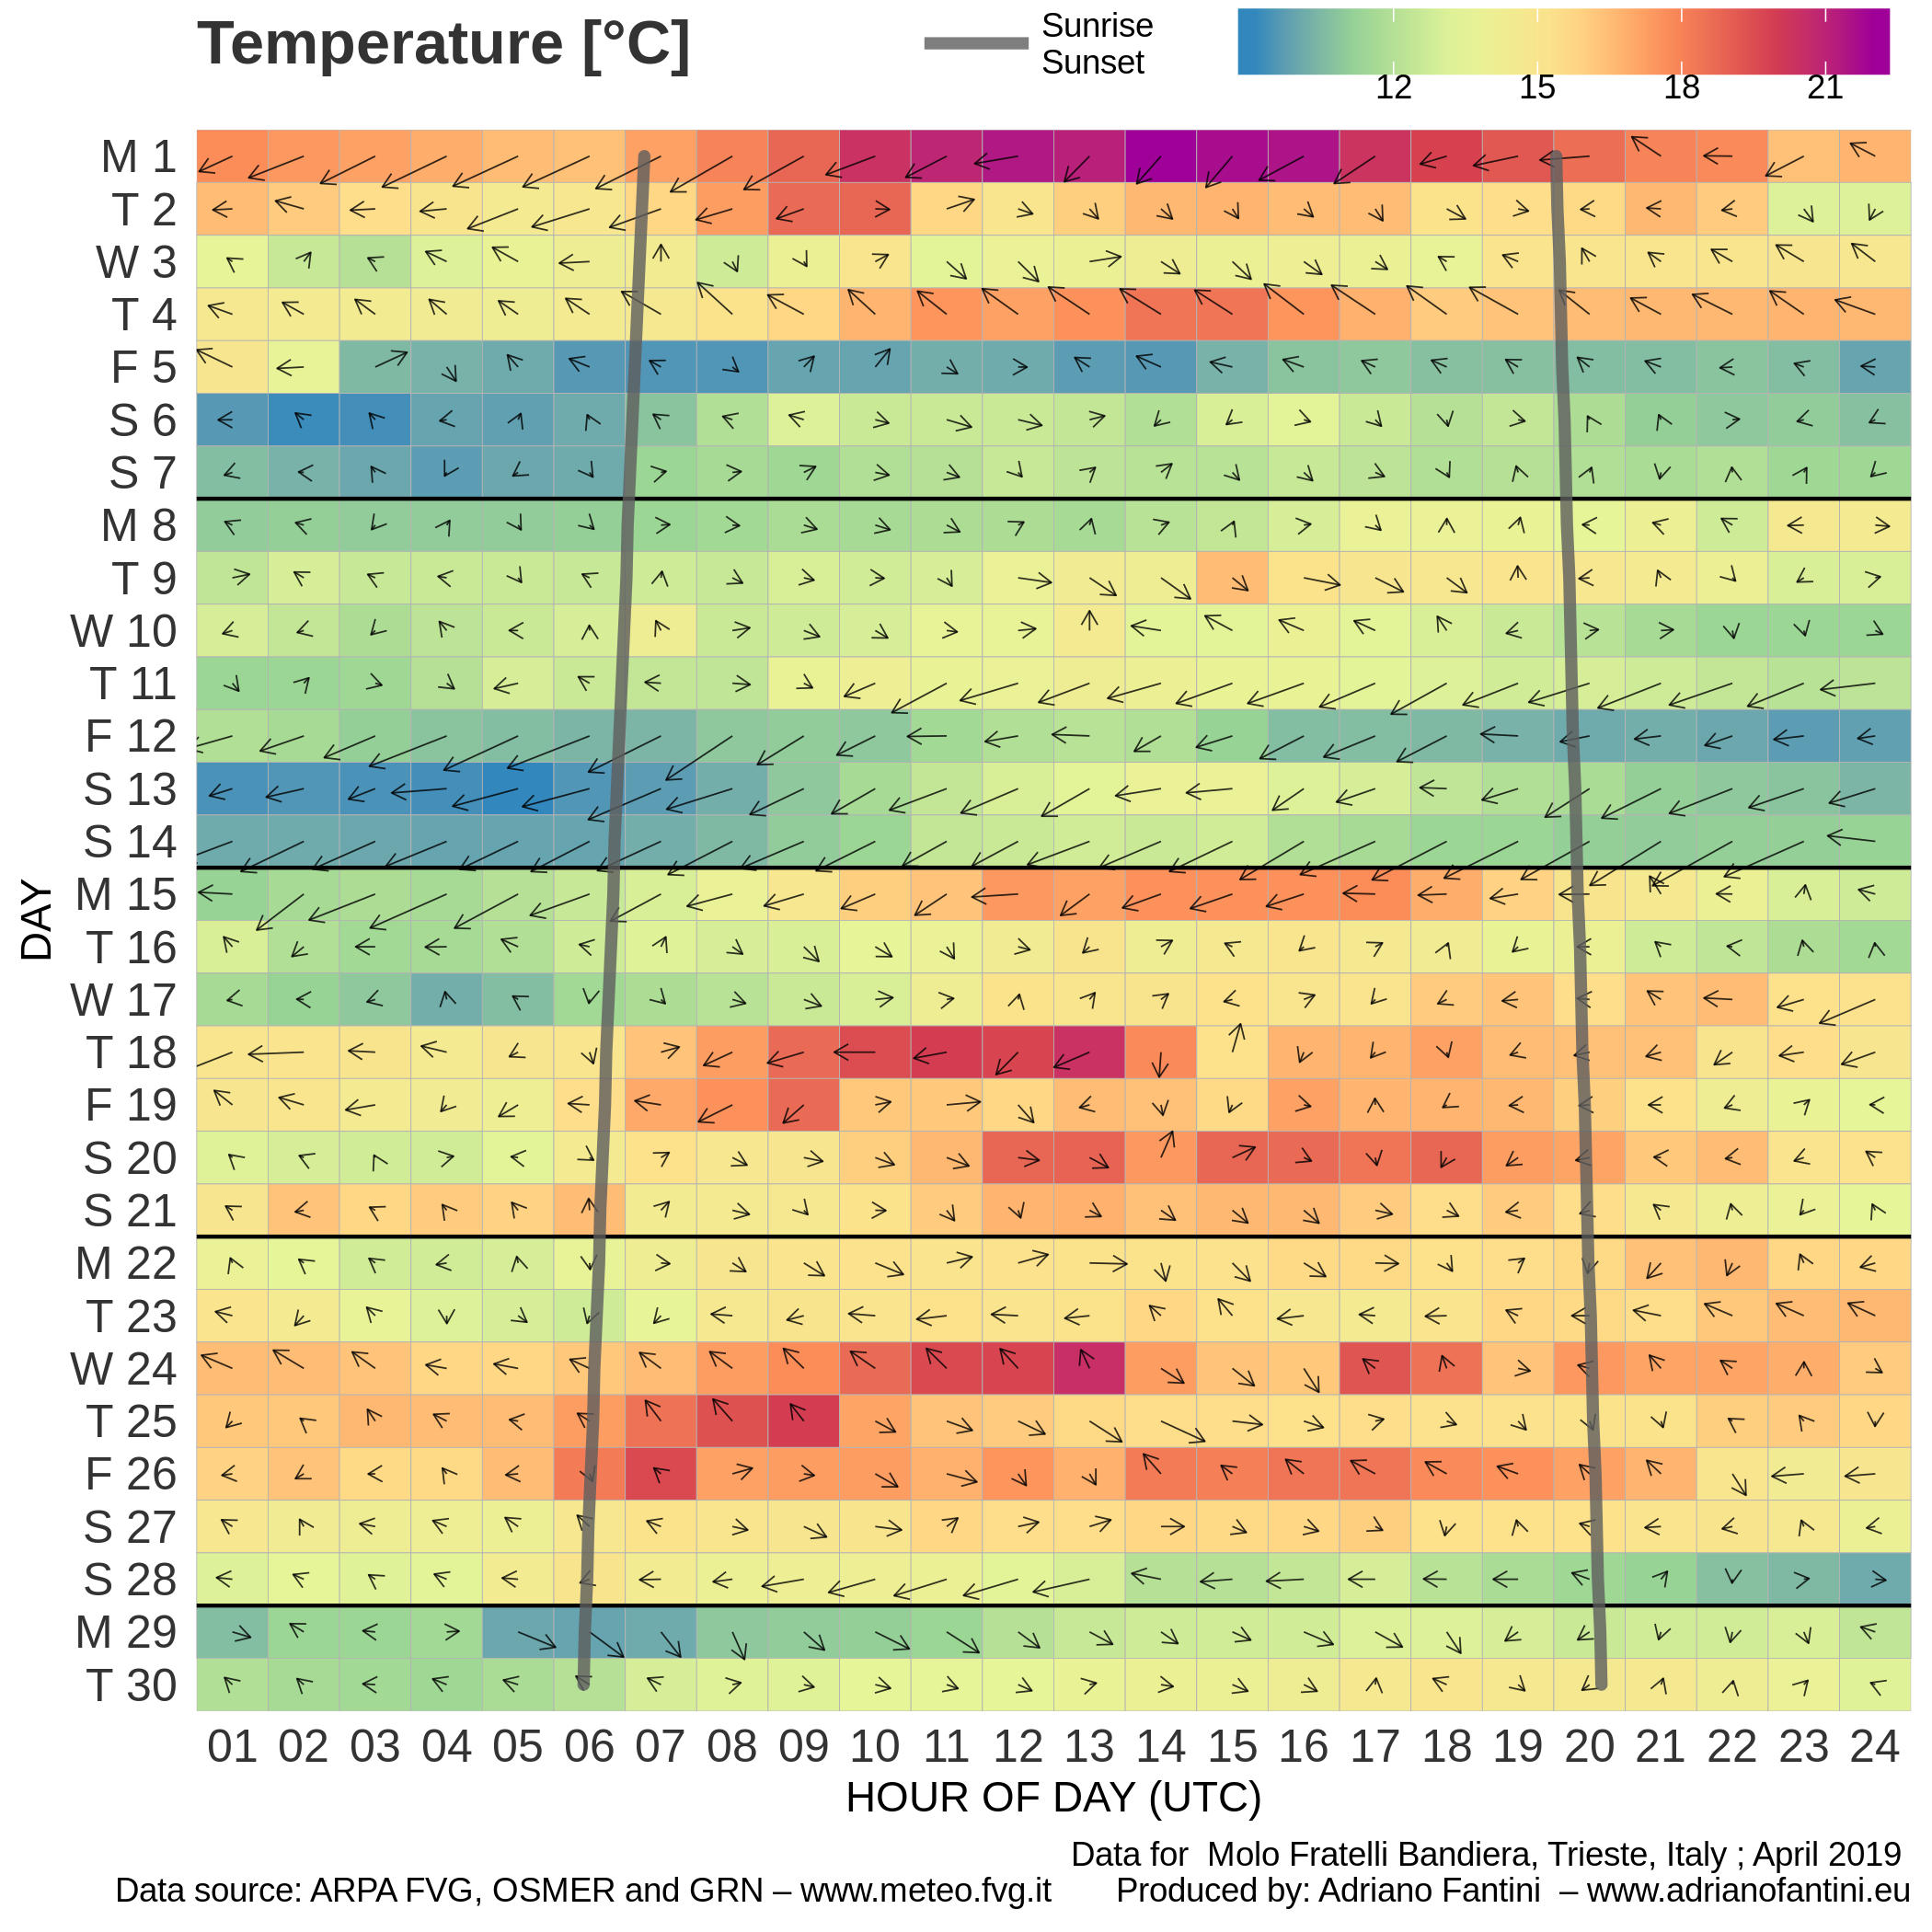 Temperature [°C]
Sunrise
Sunset
12 15 18 21
M 1
T 2
W 3
T 4
F 5
S 6
S 7
M 8
T 9
W 10
T 11
F 12
S 13
S 14
M 15
T 16
W 17
T 18
F 19
S 20
S 21
M 22
T 23
W 24
T 25
F 26
S 27
S 28
M 29
T 30
DAY
01 02 03 04 05 06 07 08 09 10 11 12 13 14 15 16 17 18 19 20 21 22 23 24
HOUR OF DAY (UTC)
Data for  Molo Fratelli Bandiera, Trieste, Italy ; April 2019
Data source: ARPA FVG, OSMER and GRN – www.meteo.fvg.it
Produced by: Adriano Fantini  – www.adrianofantini.eu